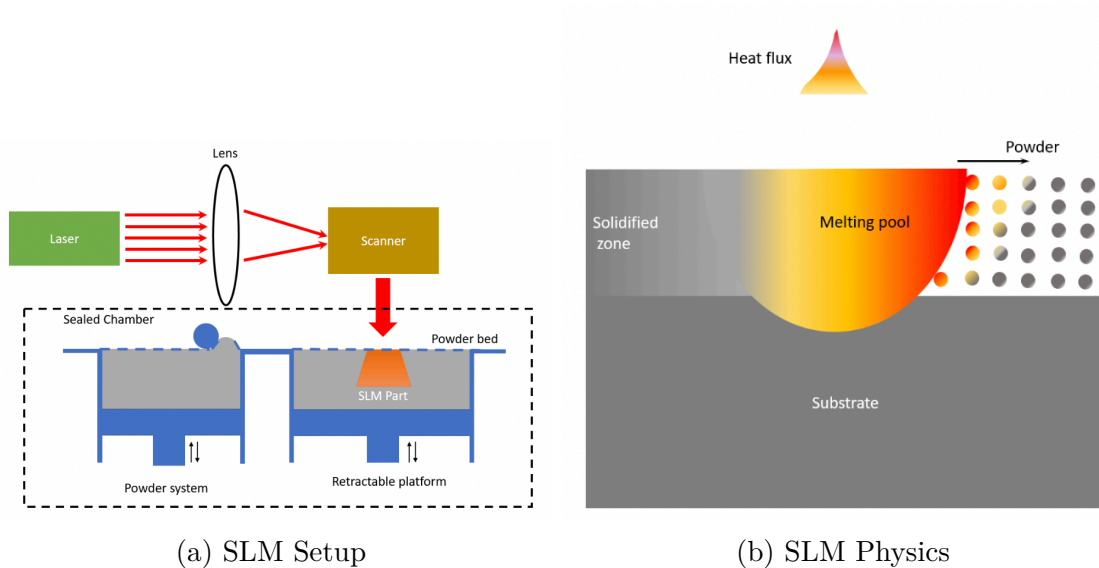 Lens
Laser
Scanner
Sealed Chamber
Powder bed
SLM Part
Powder system
Retractable platform
(a) SLM Setup
Heat flux
Powder
Solidified
zone
Melting pool
Substrate
(b) SLM Physics